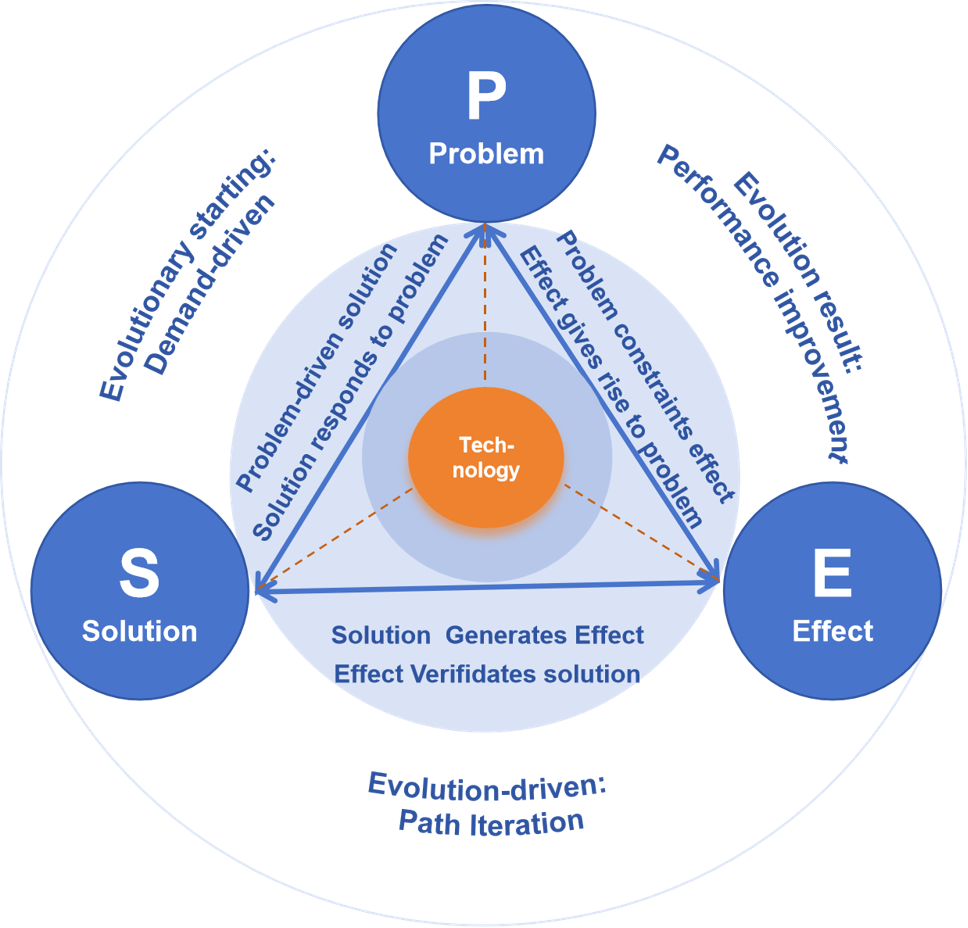 P
Problem
Evolutionary starting:
Demand-driven
Evolution result:
Performance improvement
Problem-driven solution
Solution responds to problem
Problem constraints effect
Effect gives rise to problem
Tech-
nology
S
Solution
E
Effect
Solution Generates Effect
Effect Verifidates solution
Evolution-driven:
Path Iteration